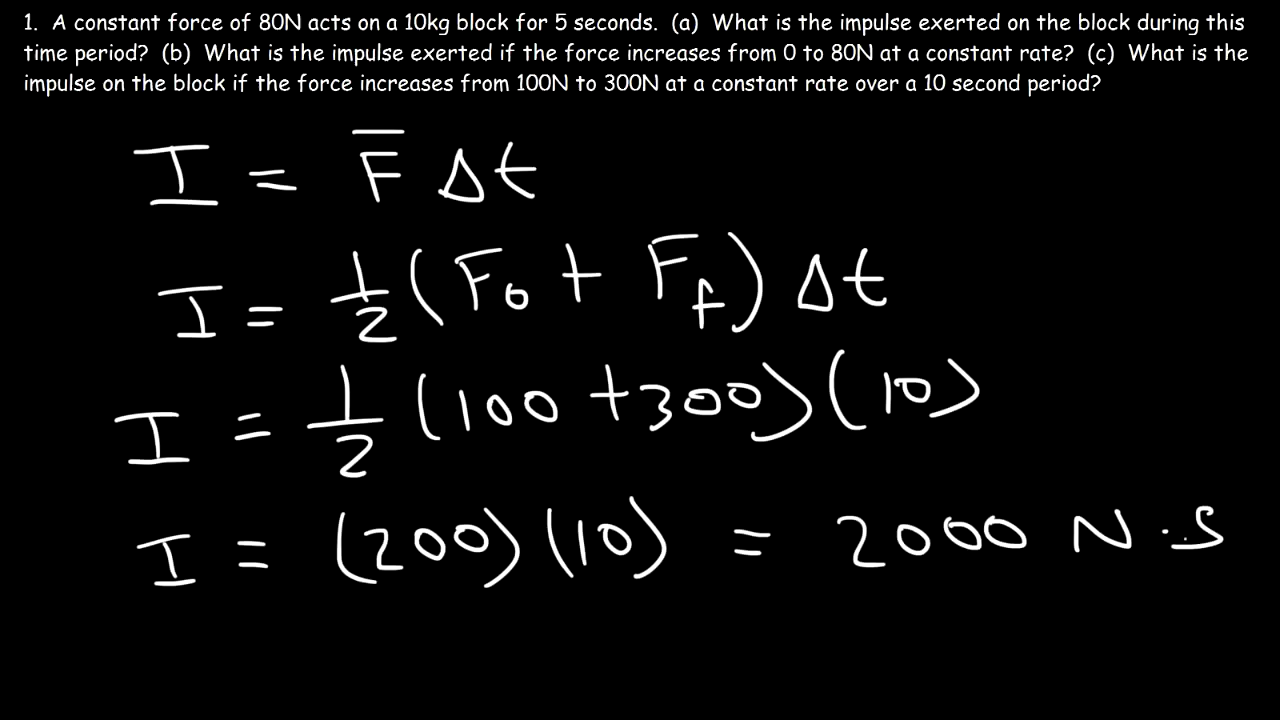 1. A constant force of 80N acts on a 10kg block for 5 seconds. (a) What is the impulse exerted on the block during this
time period? (b) What is the impulse exerted if the force increases from 0 to 80N at a constant rate? (c) What is the
impulse on the block if the force increases from 100N to 300N at a constant rate over a 10 second period?
I = F̅ Δt
I = ½ (F₀ + F_f) Δt
I = ½ (100 + 300) (10)
I = (200) (10) = 2000 N·s